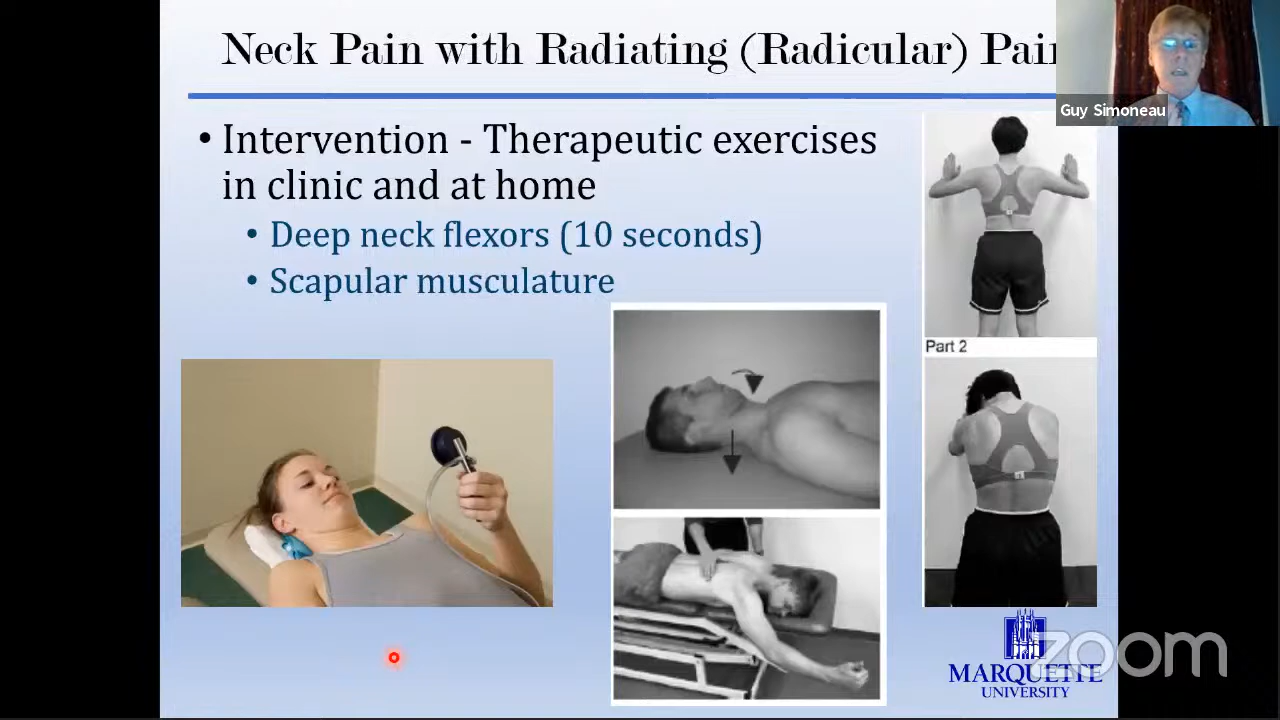 Neck Pain with Radiating (Radicular) Pai
Guy Simoneau
• Intervention - Therapeutic exercises
in clinic and at home
• Deep neck flexors (10 seconds)
• Scapular musculature
Part 2
zoom
MARQUETTE
UNIVERSITY